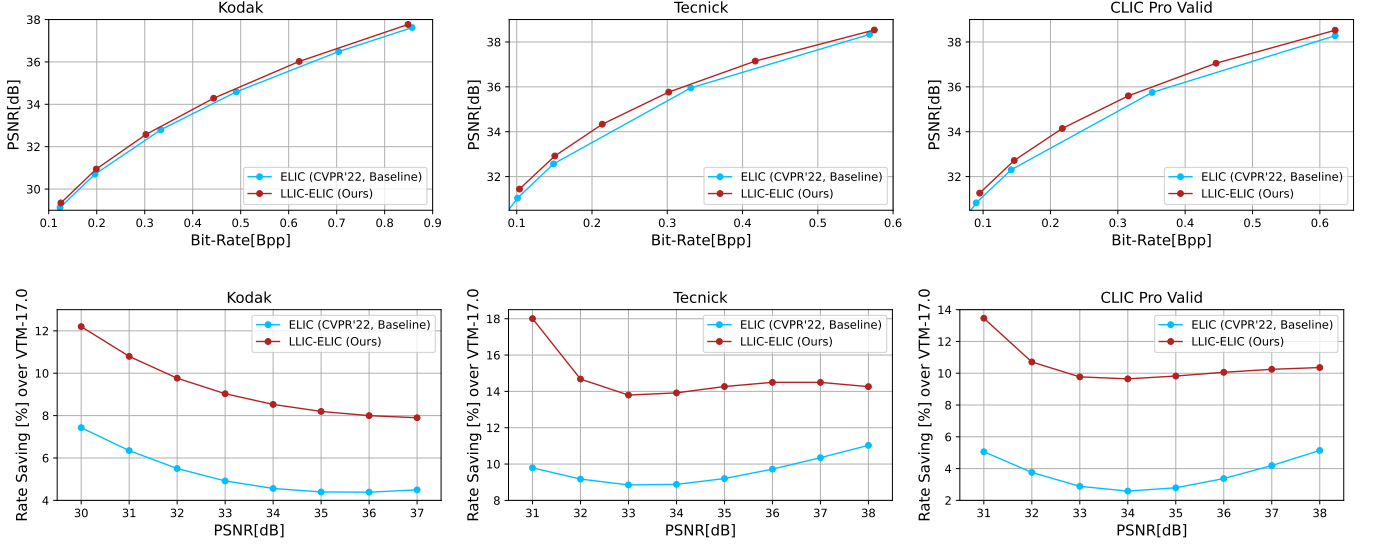 Kodak
38
36
34
32
30
PSNR[dB]
ELIC (CVPR'22, Baseline)
LLIC-ELIC (Ours)
0.1 0.2 0.3 0.4 0.5 0.6 0.7 0.8 0.9
Bit-Rate[Bpp]
Tecnick
38
36
34
32
PSNR[dB]
ELIC (CVPR'22, Baseline)
LLIC-ELIC (Ours)
0.1 0.2 0.3 0.4 0.5 0.6
Bit-Rate[Bpp]
CLIC Pro Valid
38
36
34
32
PSNR[dB]
ELIC (CVPR'22, Baseline)
LLIC-ELIC (Ours)
0.1 0.2 0.3 0.4 0.5 0.6
Bit-Rate[Bpp]
Kodak
12
10
8
6
4
Rate Saving [%] over VTM-17.0
ELIC (CVPR'22, Baseline)
LLIC-ELIC (Ours)
30 31 32 33 34 35 36 37
PSNR[dB]
Tecnick
18
16
14
12
10
8
Rate Saving [%] over VTM-17.0
ELIC (CVPR'22, Baseline)
LLIC-ELIC (Ours)
31 32 33 34 35 36 37 38
PSNR[dB]
CLIC Pro Valid
14
12
10
8
6
4
2
Rate Saving [%] over VTM-17.0
ELIC (CVPR'22, Baseline)
LLIC-ELIC (Ours)
31 32 33 34 35 36 37 38
PSNR[dB]